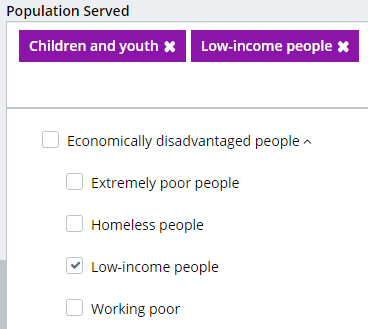 Population Served
Children and youth ✖ Low-income people ✖
Economically disadvantaged people
Extremely poor people
Homeless people
Low-income people
Working poor